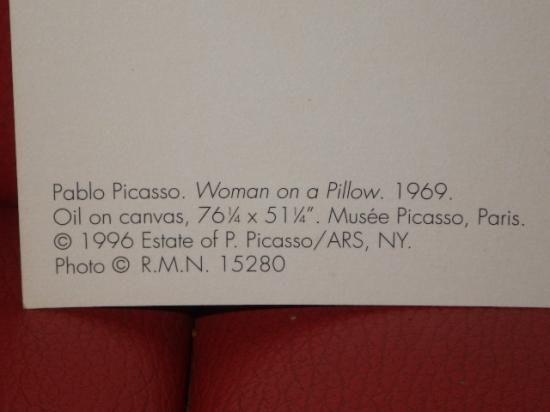 Pablo Picasso. Woman on a Pillow. 1969.
Oil on canvas, 76¼ x 51¼". Musée Picasso, Paris.
© 1996 Estate of P. Picasso/ARS, NY.
Photo © R.M.N. 15280